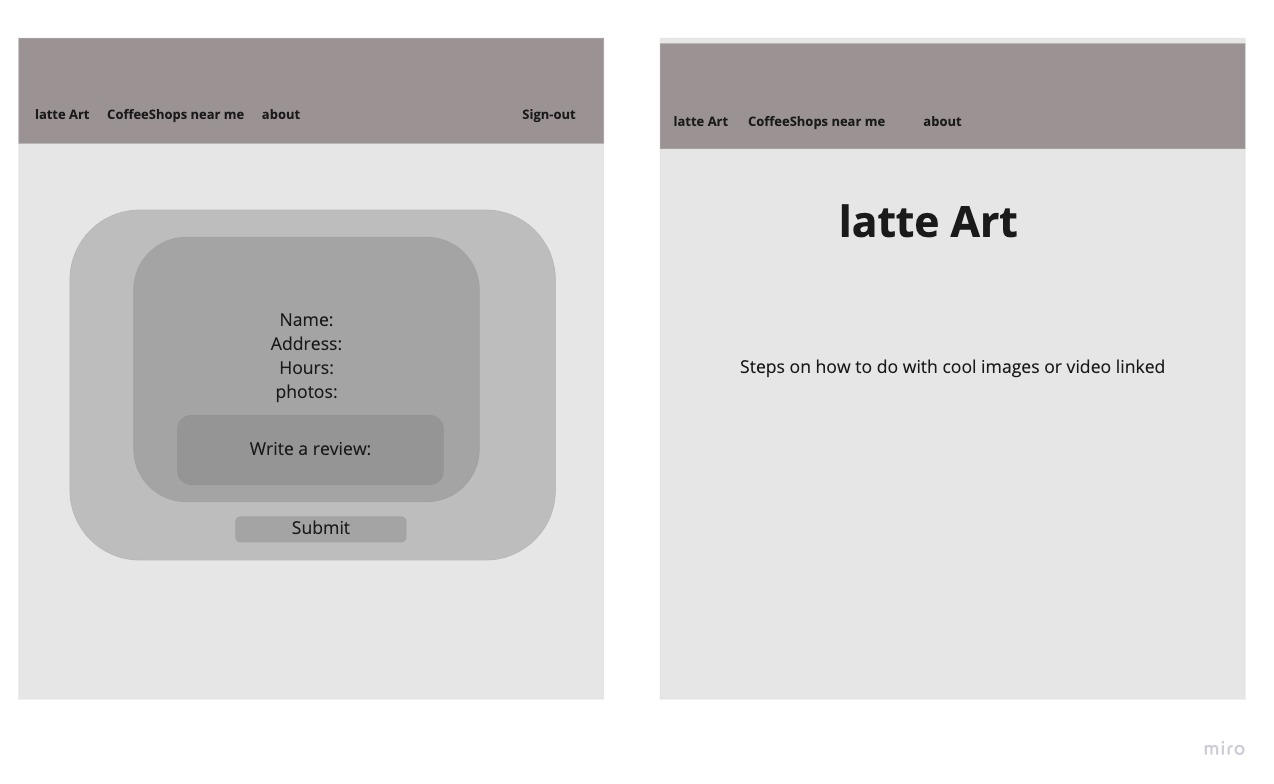 latte Art CoffeeShops near me about Sign-out
Name:
Address:
Hours:
photos:
Write a review:
Submit
latte Art CoffeeShops near me about
latte Art
Steps on how to do with cool images or video linked
miro